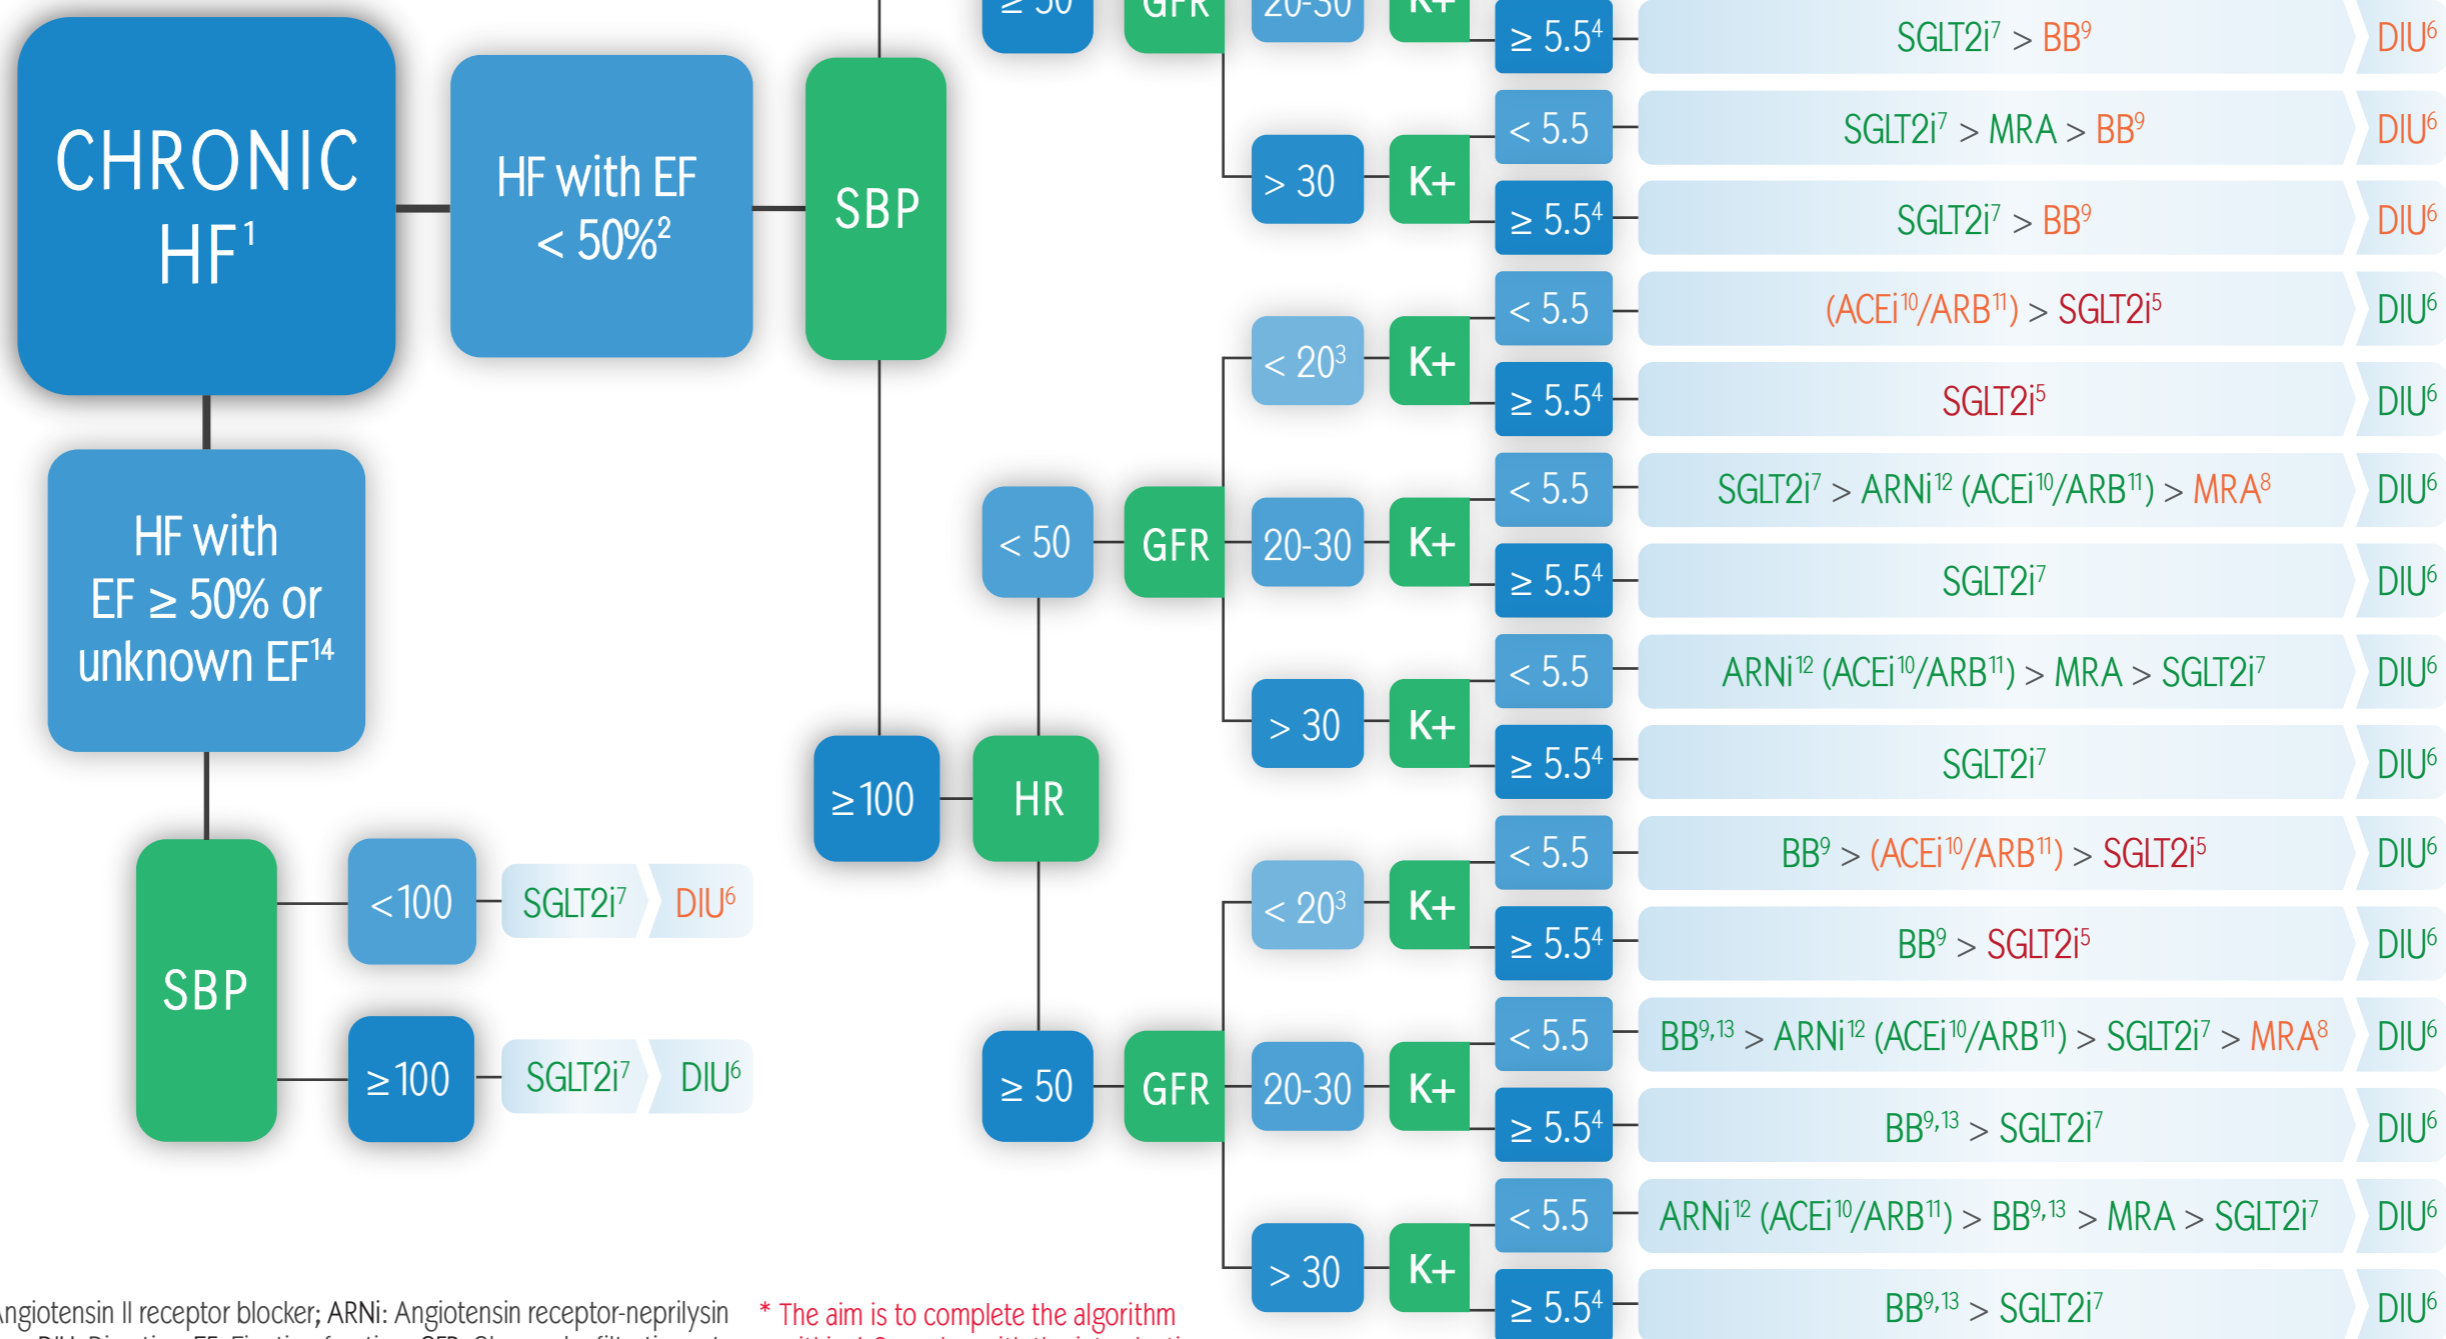 CHRONIC
HF¹
HF with EF
< 50%²
SBP
HF with
EF ≥ 50% or
unknown EF¹⁴
SBP
<100
SGLT2i⁷
DIU⁶
≥100
SGLT2i⁷
DIU⁶
≥100
HR
≥ 50
GFR
20-30
K+
≥ 5.5⁴
SGLT2i⁷ > BB⁹
DIU⁶
> 30
K+
< 5.5
SGLT2i⁷ > MRA > BB⁹
DIU⁶
≥ 5.5⁴
SGLT2i⁷ > BB⁹
DIU⁶
< 50
GFR
< 20³
K+
< 5.5
(ACEi¹⁰/ARB¹¹) > SGLT2i⁵
DIU⁶
≥ 5.5⁴
SGLT2i⁵
DIU⁶
20-30
K+
< 5.5
SGLT2i⁷ > ARNi¹² (ACEi¹⁰/ARB¹¹) > MRA⁸
DIU⁶
≥ 5.5⁴
SGLT2i⁷
DIU⁶
> 30
K+
< 5.5
ARNi¹² (ACEi¹⁰/ARB¹¹) > MRA > SGLT2i⁷
DIU⁶
≥ 5.5⁴
SGLT2i⁷
DIU⁶
≥ 50
GFR
< 20³
K+
< 5.5
BB⁹ > (ACEi¹⁰/ARB¹¹) > SGLT2i⁵
DIU⁶
≥ 5.5⁴
BB⁹ > SGLT2i⁵
DIU⁶
20-30
K+
< 5.5
BB⁹,¹³ > ARNi¹² (ACEi¹⁰/ARB¹¹) > SGLT2i⁷ > MRA⁸
DIU⁶
≥ 5.5⁴
BB⁹,¹³ > SGLT2i⁷
DIU⁶
> 30
K+
< 5.5
ARNi¹² (ACEi¹⁰/ARB¹¹) > BB⁹,¹³ > MRA > SGLT2i⁷
DIU⁶
≥ 5.5⁴
BB⁹,¹³ > SGLT2i⁷
DIU⁶
Angiotensin II receptor blocker; ARNi: Angiotensin receptor-neprilysin
* The aim is to complete the algorithm